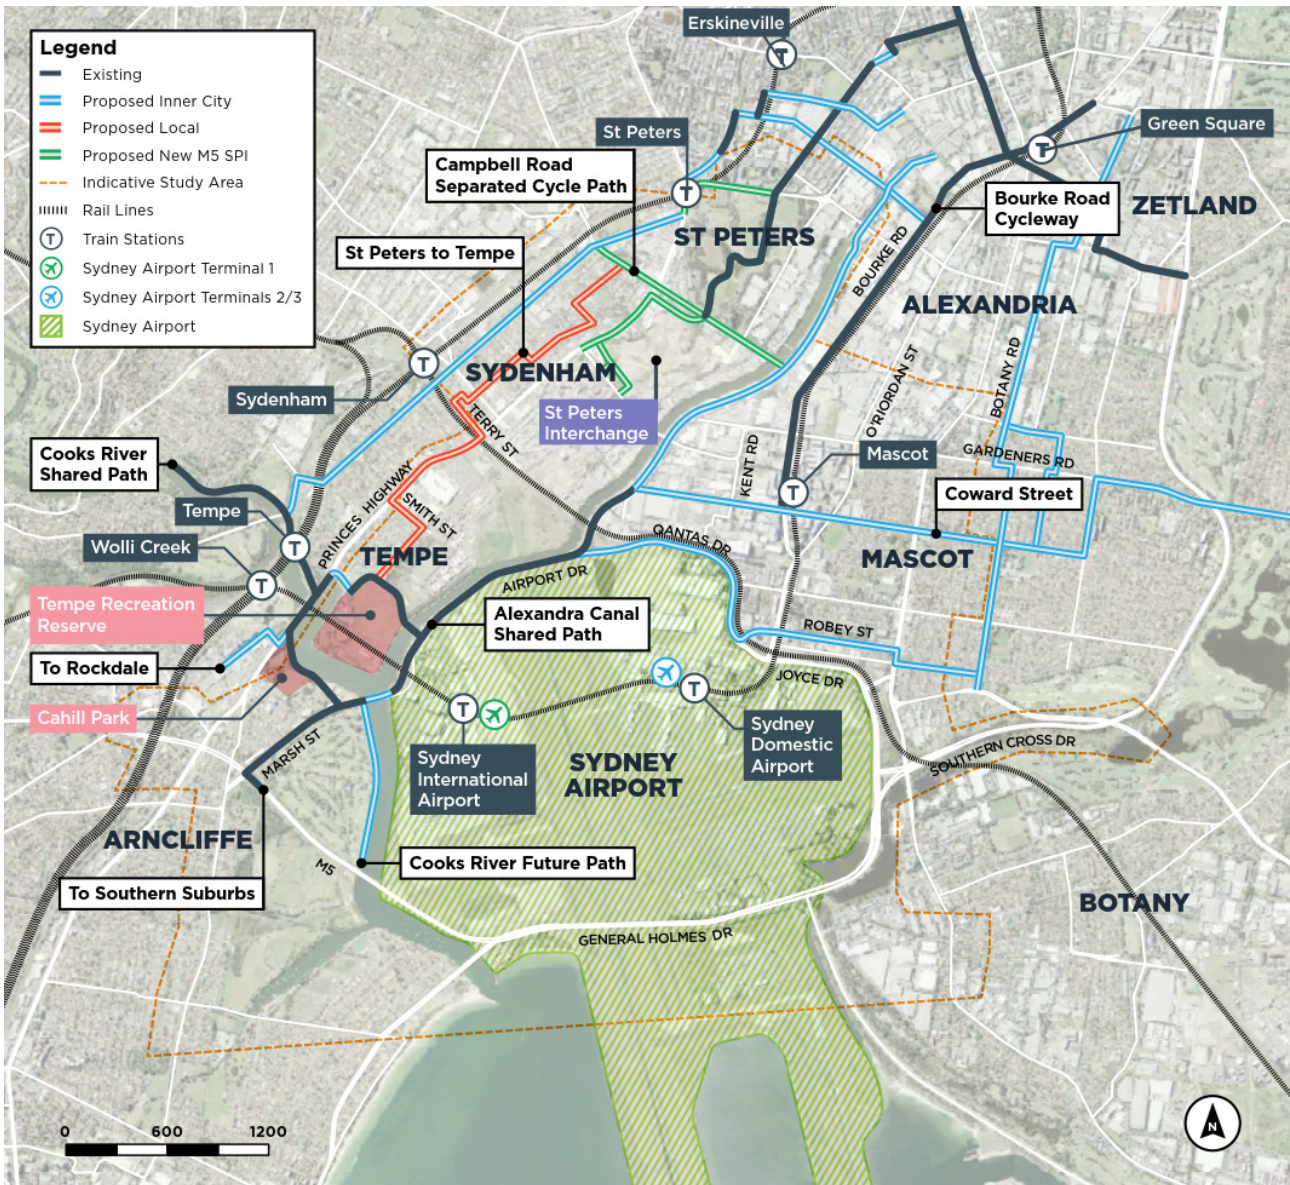 Legend
Existing
Proposed Inner City
Proposed Local
Proposed New M5 SPI
Indicative Study Area
Rail Lines
T
Train Stations
Sydney Airport Terminal 1
Sydney Airport Terminals 2/3
Sydney Airport
Erskineville
T
St Peters
T
Green Square
T
Campbell Road
Separated Cycle Path
Bourke Road
Cycleway
ZETLAND
ST PETERS
St Peters to Tempe
BOURKE RD
ALEXANDRIA
SYDENHAM
T
Sydenham
TERRY ST
St Peters
Interchange
O'RIORDAN ST
BOTANY RD
KENT RD
GARDENERS RD
Mascot
T
Coward Street
MASCOT
Cooks River
Shared Path
Tempe
T
Wolli Creek
T
PRINCES HIGHWAY
SMITH ST
TEMPE
QANTAS DR
AIRPORT DR
Tempe Recreation
Reserve
Alexandra Canal
Shared Path
ROBEY ST
To Rockdale
Cahill Park
JOYCE DR
T
T
Sydney
International
Airport
Sydney
Domestic
Airport
SYDNEY
AIRPORT
MARSH ST
SOUTHERN CROSS DR
ARNCLIFFE
M5
Cooks River Future Path
To Southern Suburbs
BOTANY
GENERAL HOLMES DR
0 600 1200
N